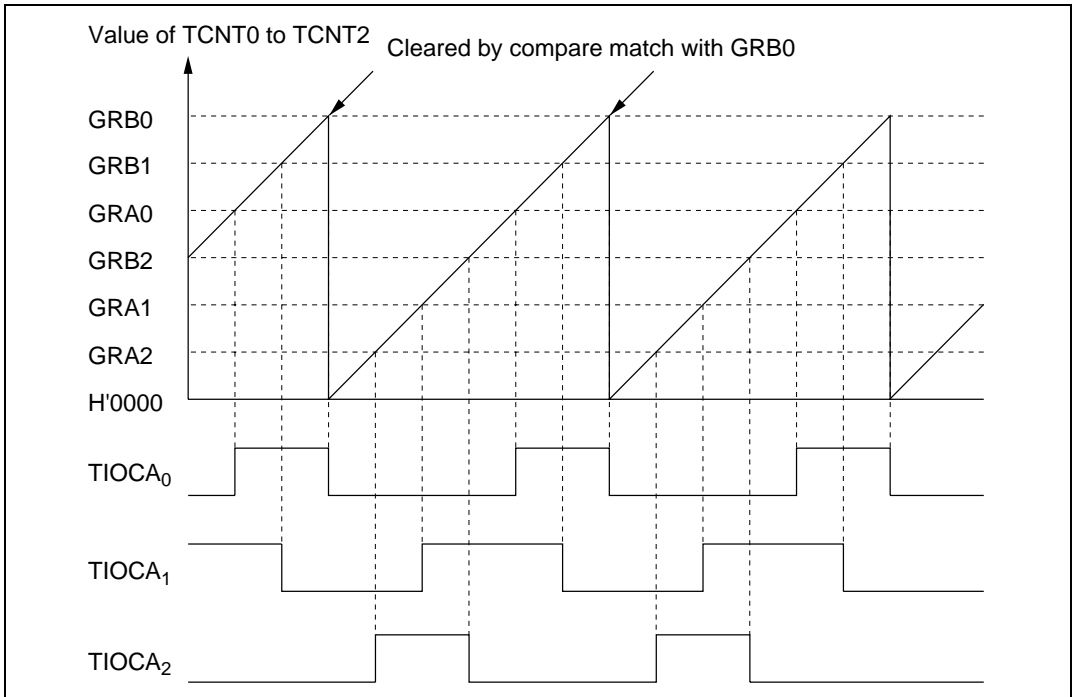 Value of TCNT0 to TCNT2
Cleared by compare match with GRB0
GRB0
GRB1
GRA0
GRB2
GRA1
GRA2
H'0000
TIOCA0
TIOCA1
TIOCA2